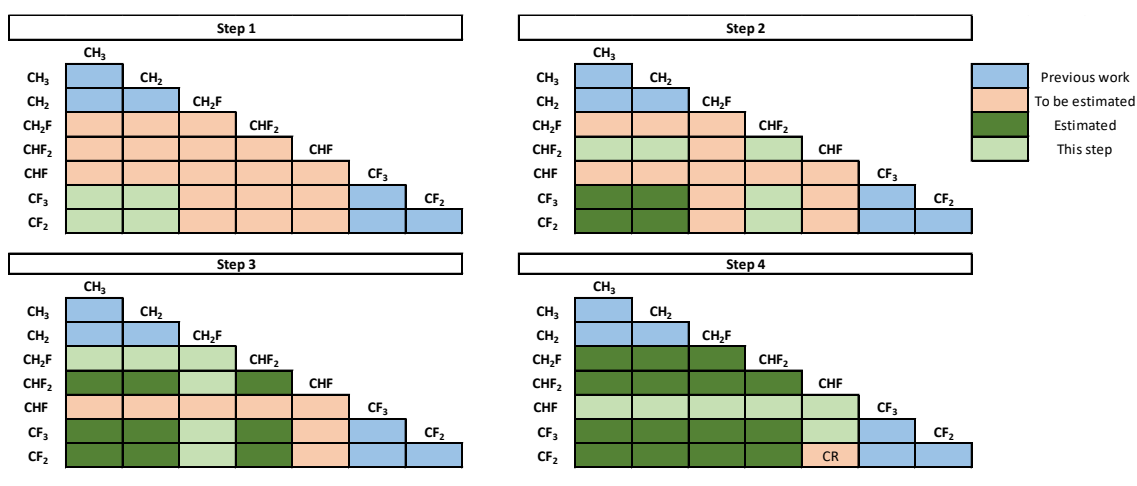 Step 1
CH₃
CH₃ CH₂
CH₂ CH₂F
CH₂F CHF₂
CHF₂ CHF
CHF CF₃
CF₃ CF₂
CF₂
Step 2
CH₃
CH₃ CH₂
CH₂ CH₂F
CH₂F CHF₂
CHF₂ CHF
CHF CF₃
CF₃ CF₂
CF₂
Previous work
To be estimated
Estimated
This step
Step 3
CH₃
CH₃ CH₂
CH₂ CH₂F
CH₂F CHF₂
CHF₂ CHF
CHF CF₃
CF₃ CF₂
CF₂
Step 4
CH₃
CH₃ CH₂
CH₂ CH₂F
CH₂F CHF₂
CHF₂ CHF
CHF CF₃
CF₃ CF₂
CF₂ CR